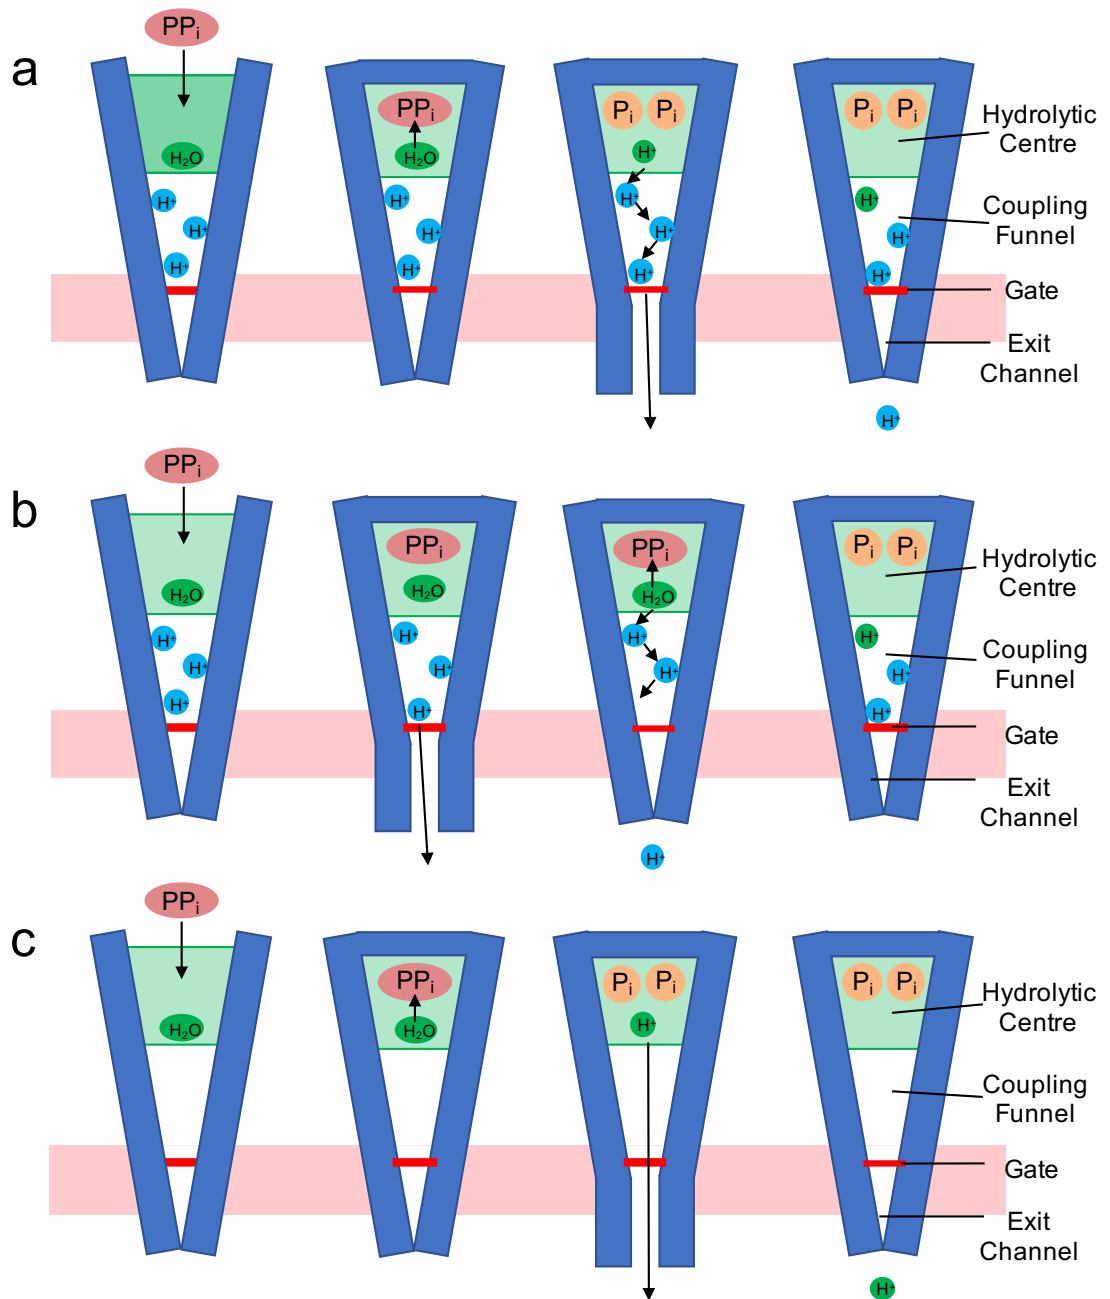 a
PPi
H₂O
H⁺
H⁺
H⁺
PPi
H₂O
H⁺
H⁺
H⁺
Pi Pi
H⁺
H⁺
H⁺
H⁺
Pi Pi
H⁺
H⁺
H⁺
H⁺
Hydrolytic
Centre
Coupling
Funnel
Gate
Exit
Channel
b
PPi
H₂O
H⁺
H⁺
H⁺
PPi
H₂O
H⁺
H⁺
H⁺
PPi
H₂O
H⁺
H⁺
H⁺
Pi Pi
H⁺
H⁺
H⁺
Hydrolytic
Centre
Coupling
Funnel
Gate
Exit
Channel
c
PPi
H₂O
PPi
H₂O
Pi Pi
H⁺
Pi Pi
H⁺
Hydrolytic
Centre
Coupling
Funnel
Gate
Exit
Channel